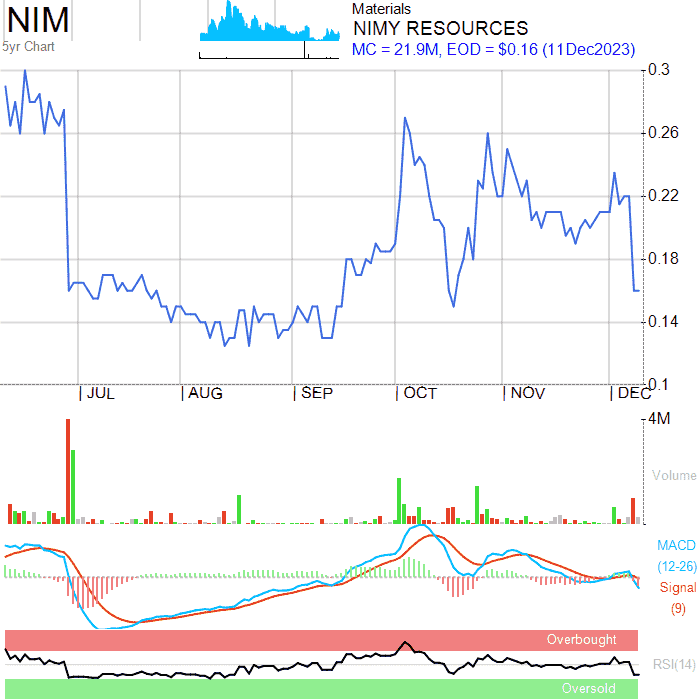 NIM
5yr Chart
Materials
NIMY RESOURCES
MC = 21.9M, EOD = $0.16 (11Dec2023)
0.3
0.26
0.22
0.18
0.14
0.1
JUL AUG SEP OCT NOV DEC
4M
Volume
MACD
(12-26)
Signal
(9)
Overbought
RSI(14)
Oversold